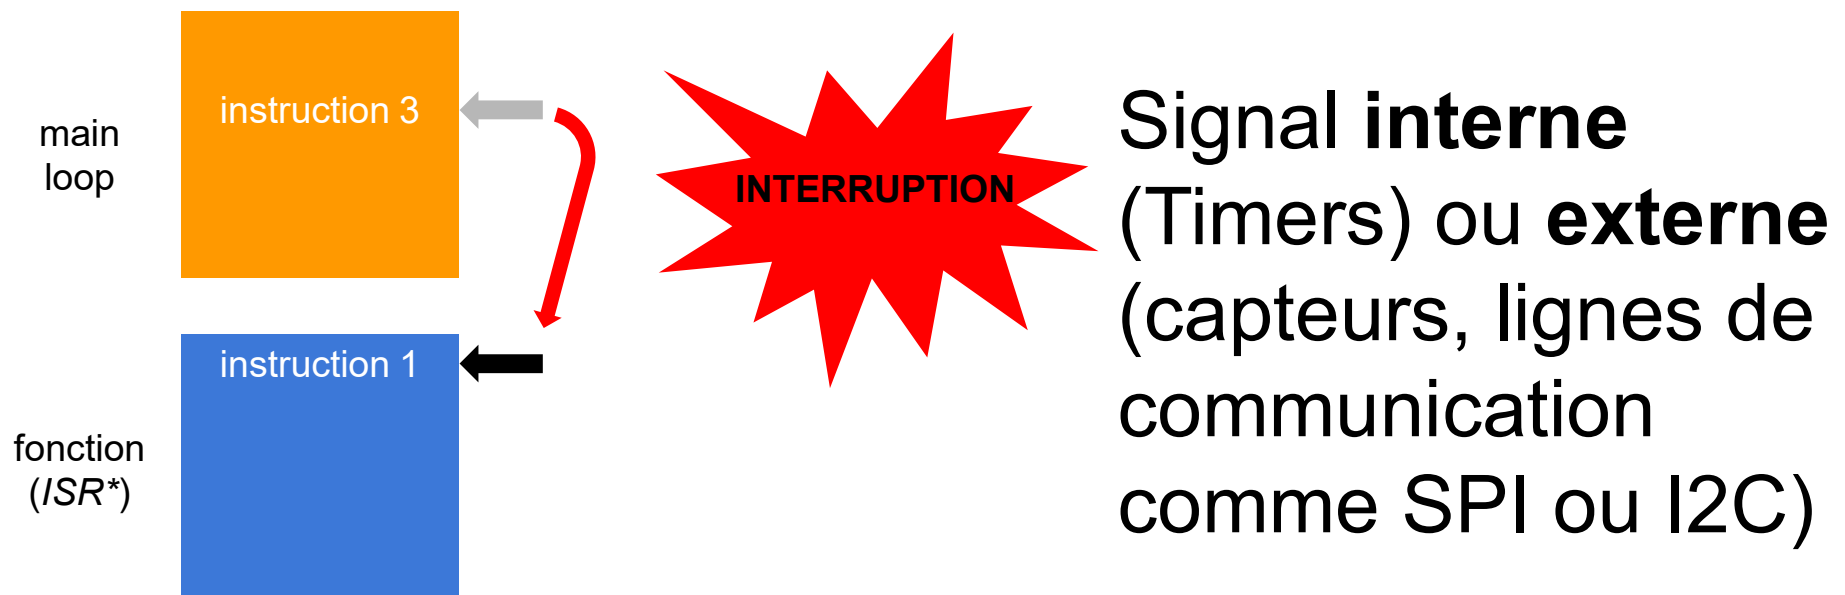 main
loop
instruction 3
fonction
(ISR*)
instruction 1
INTERRUPTION
Signal interne
(Timers) ou externe
(capteurs, lignes de
communication
comme SPI ou I2C)